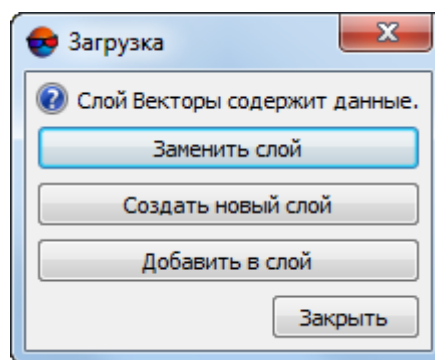 Загрузка
Слой Векторы содержит данные.
Заменить слой
Создать новый слой
Добавить в слой
Закрыть